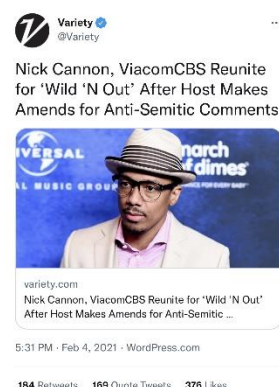 Variety
@Variety
Nick Cannon, ViacomCBS Reunite
for ‘Wild ‘N Out’ After Host Makes
Amends for Anti-Semitic Comments
IVERSAL
AL MUSIC GROUP
march
of dimes
variety.com
Nick Cannon, ViacomCBS Reunite for ‘Wild ‘N Out’
After Host Makes Amends for Anti-Semitic ...
5:31 PM · Feb 4, 2021 · WordPress.com
184 Retweets 169 Quote Tweets 376 Likes